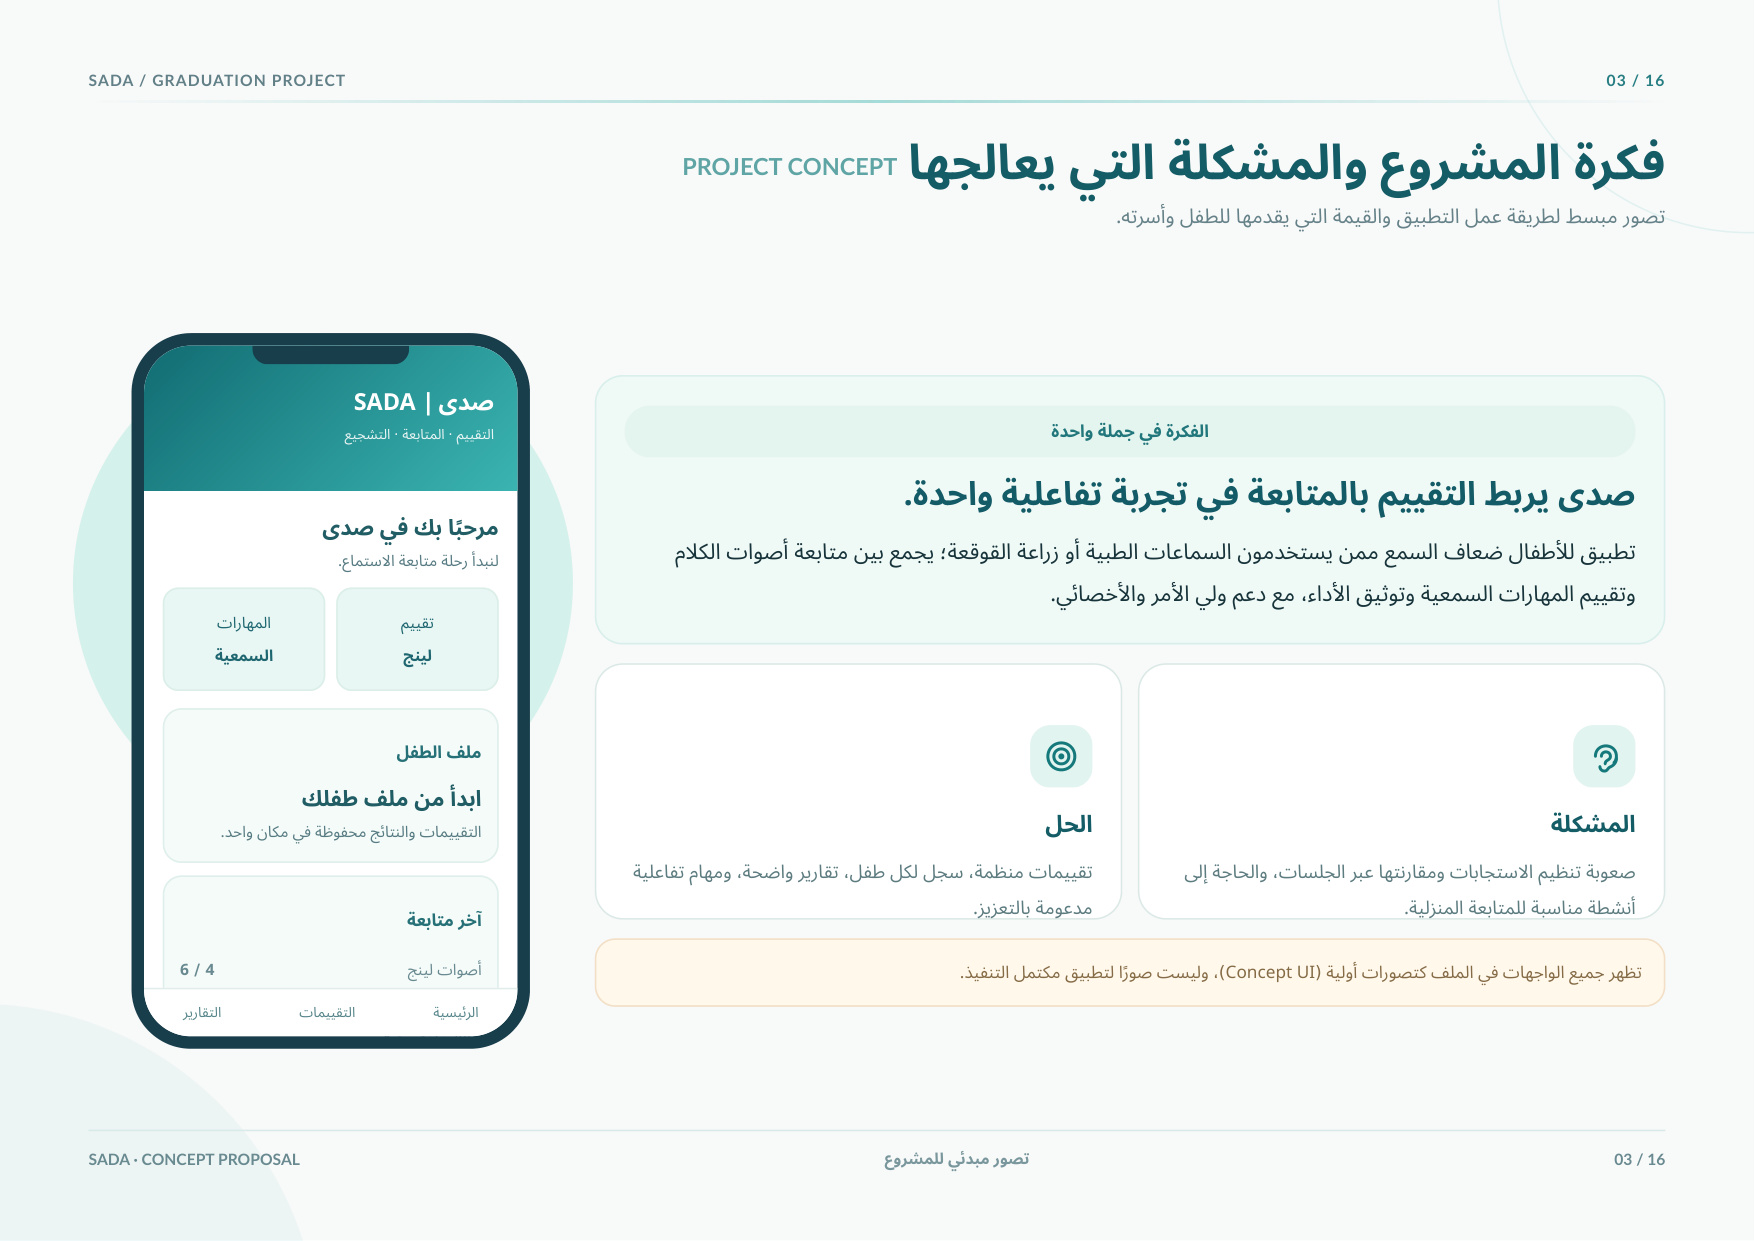 SADA / GRADUATION PROJECT
03 / 16
فكرة المشروع والمشكلة التي يعالجها PROJECT CONCEPT
تصور مبسط لطريقة عمل التطبيق والقيمة التي يقدمها للطفل وأسرته.
الفكرة في جملة واحدة
صدى يربط التقييم بالمتابعة في تجربة تفاعلية واحدة.
تطبيق للأطفال ضعاف السمع ممن يستخدمون السماعات الطبية أو زراعة القوقعة؛ يجمع بين متابعة أصوات الكلام
وتقييم المهارات السمعية وتوثيق الأداء، مع دعم ولي الأمر والأخصائي.
المشكلة
صعوبة تنظيم الاستجابات ومقارنتها عبر الجلسات، والحاجة إلى
أنشطة مناسبة للمتابعة المنزلية.
الحل
تقييمات منظمة، سجل لكل طفل، تقارير واضحة، ومهام تفاعلية
مدعومة بالتعزيز.
تظهر جميع الواجهات في الملف كتصورات أولية (Concept UI)، وليست صورًا لتطبيق مكتمل التنفيذ.
صدى | SADA
التقييم · المتابعة · التشجيع
مرحبًا بك في صدى
لنبدأ رحلة متابعة الاستماع.
تقييم
لينج
المهارات
السمعية
ملف الطفل
ابدأ من ملف طفلك
التقييمات والنتائج محفوظة في مكان واحد.
آخر متابعة
أصوات لينج
6 / 4
الرئيسية
التقييمات
التقارير
SADA · CONCEPT PROPOSAL
تصور مبدئي للمشروع
03 / 16